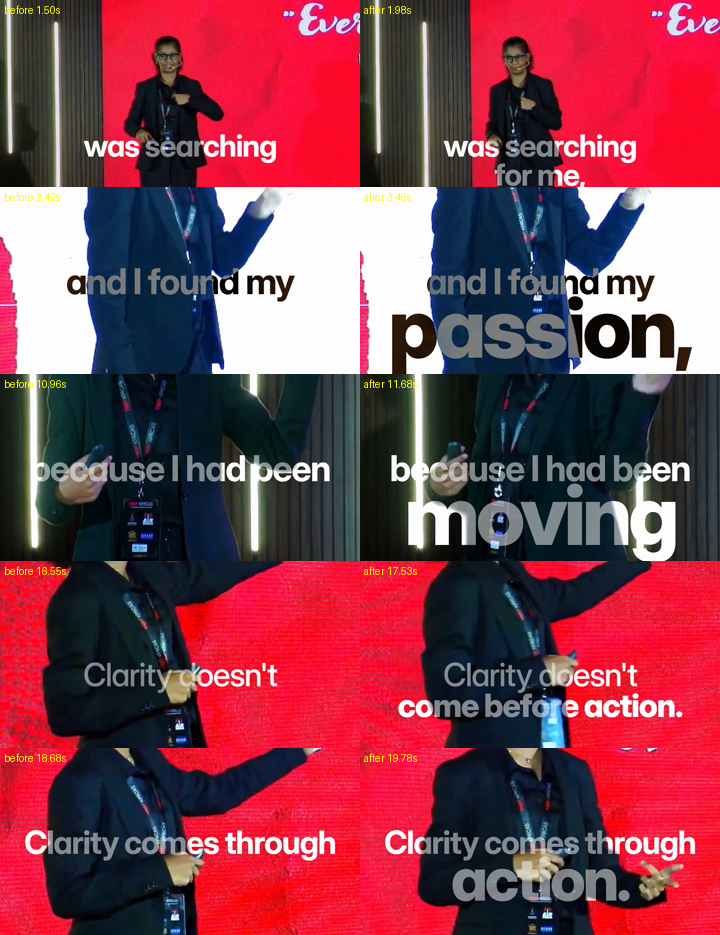 before 1.50s
"Ever
was searching
after 1.98s
"Eve
was searching
for me,
before 2.42s
and I found my
after 3.48s
and I found my
passion,
before 10.96s
because I had been
after 11.68s
because I had been
moving
before 16.55s
Clarity doesn't
after 17.53s
Clarity doesn't
come before action.
before 18.68s
Clarity comes through
after 19.78s
Clarity comes through
action.